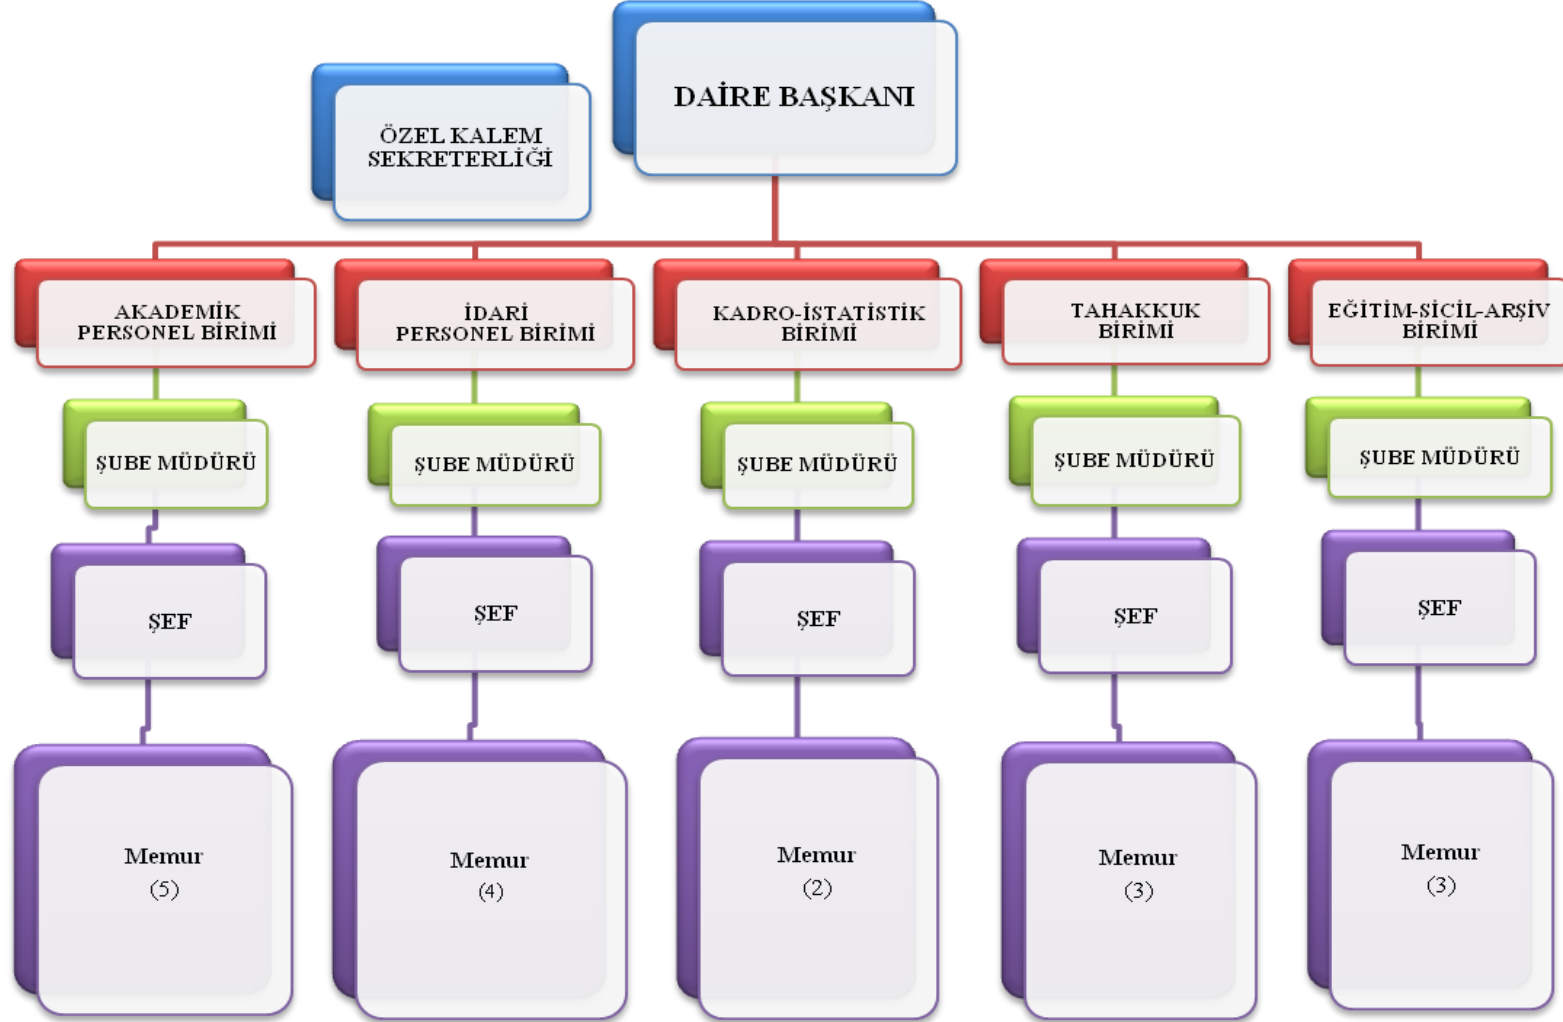 DAİRE BAŞKANI
ÖZEL KALEM
SEKRETERLİĞİ
AKADEMİK
PERSONEL BİRİMİ
İDARİ
PERSONEL BİRİMİ
KADRO-İSTATİSTİK
BİRİMİ
TAHAKKUK
BİRİMİ
EĞİTİM-SİCİL-ARŞİV
BİRİMİ
ŞUBE MÜDÜRÜ
ŞUBE MÜDÜRÜ
ŞUBE MÜDÜRÜ
ŞUBE MÜDÜRÜ
ŞUBE MÜDÜRÜ
ŞEF
ŞEF
ŞEF
ŞEF
ŞEF
Memur
(5)
Memur
(4)
Memur
(2)
Memur
(3)
Memur
(3)